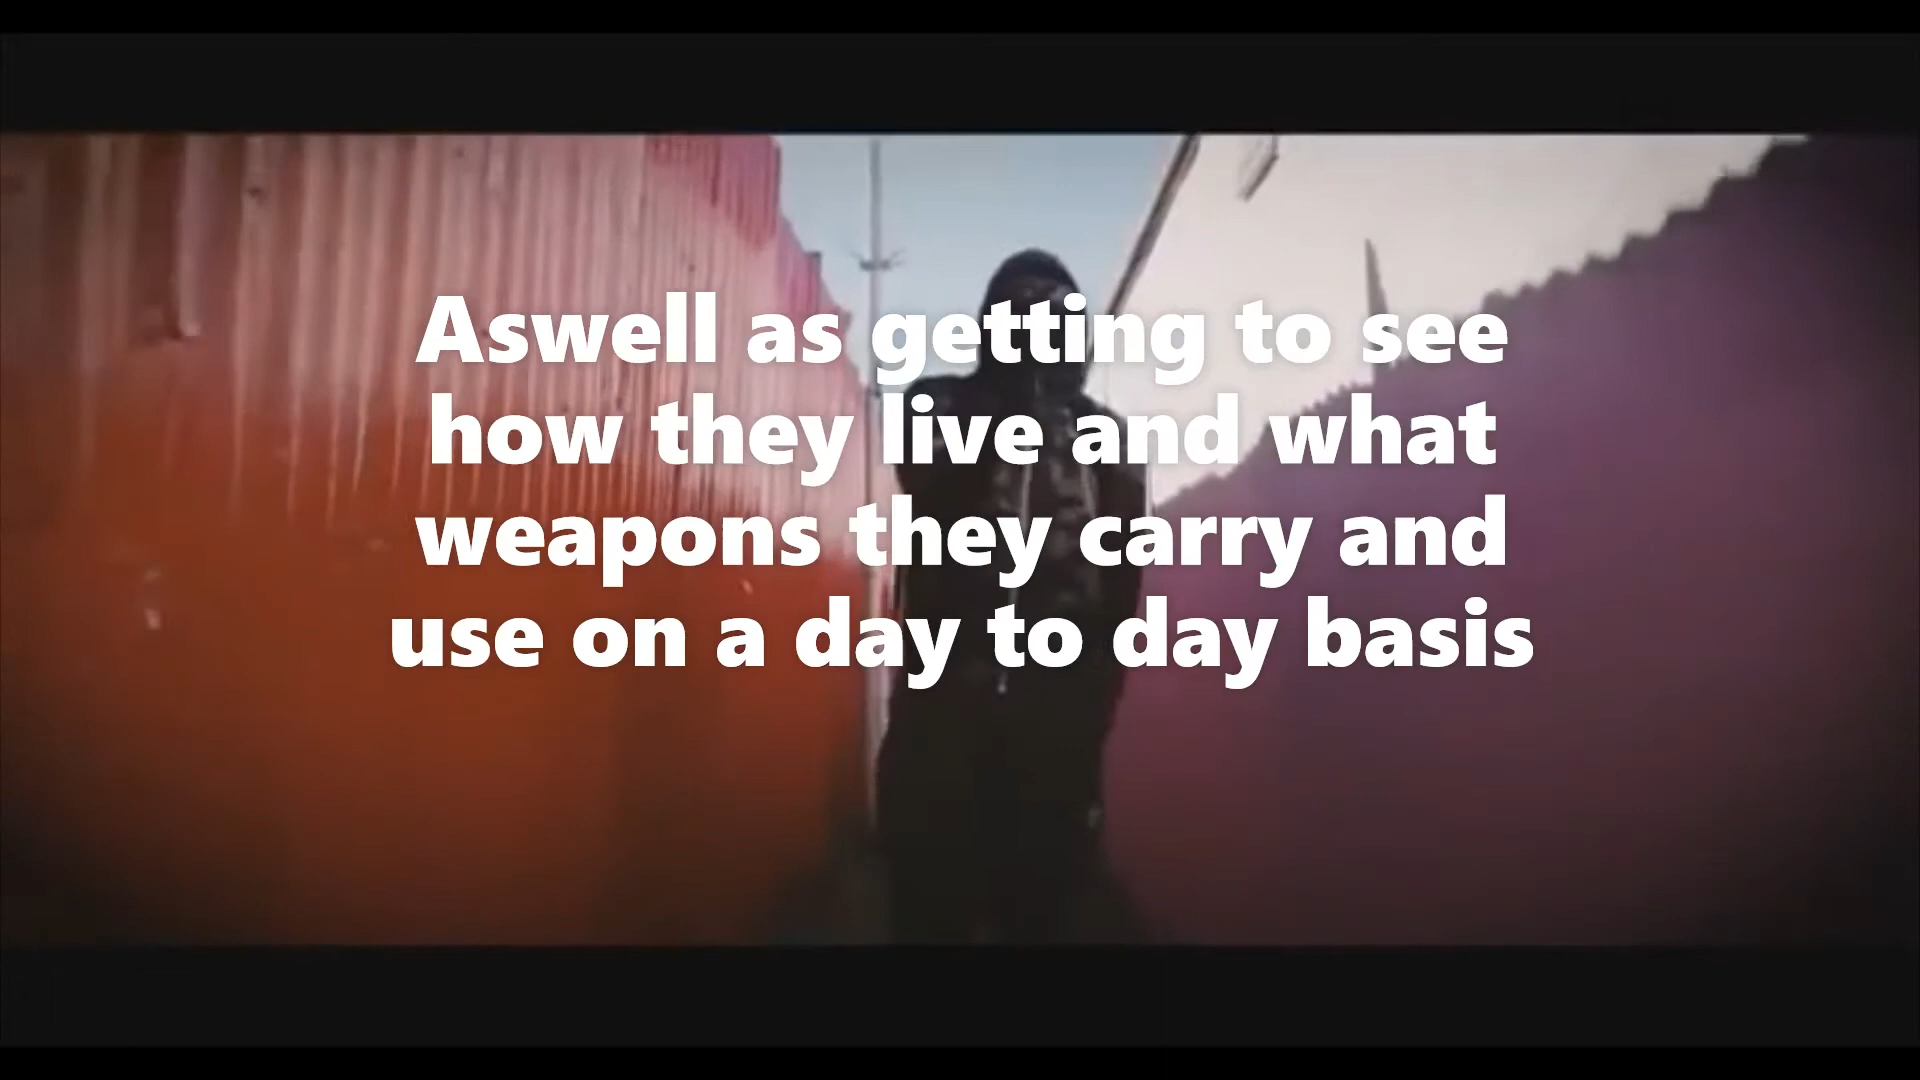 Aswell as getting to see
how they live and what
weapons they carry and
use on a day to day basis